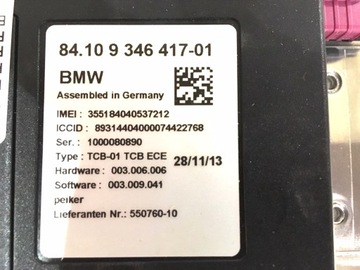 84.10 9 346 417-01
BMW
Assembled in Germany
IMEI : 355184040537212
ICCID : 89314404000074422768
Ser. : 1000080890
Type : TCB-01 TCB ECE 28/11/13
Hardware : 003.006.006
Software : 003.009.041
peiker
Lieferanten Nr.: 550760-10